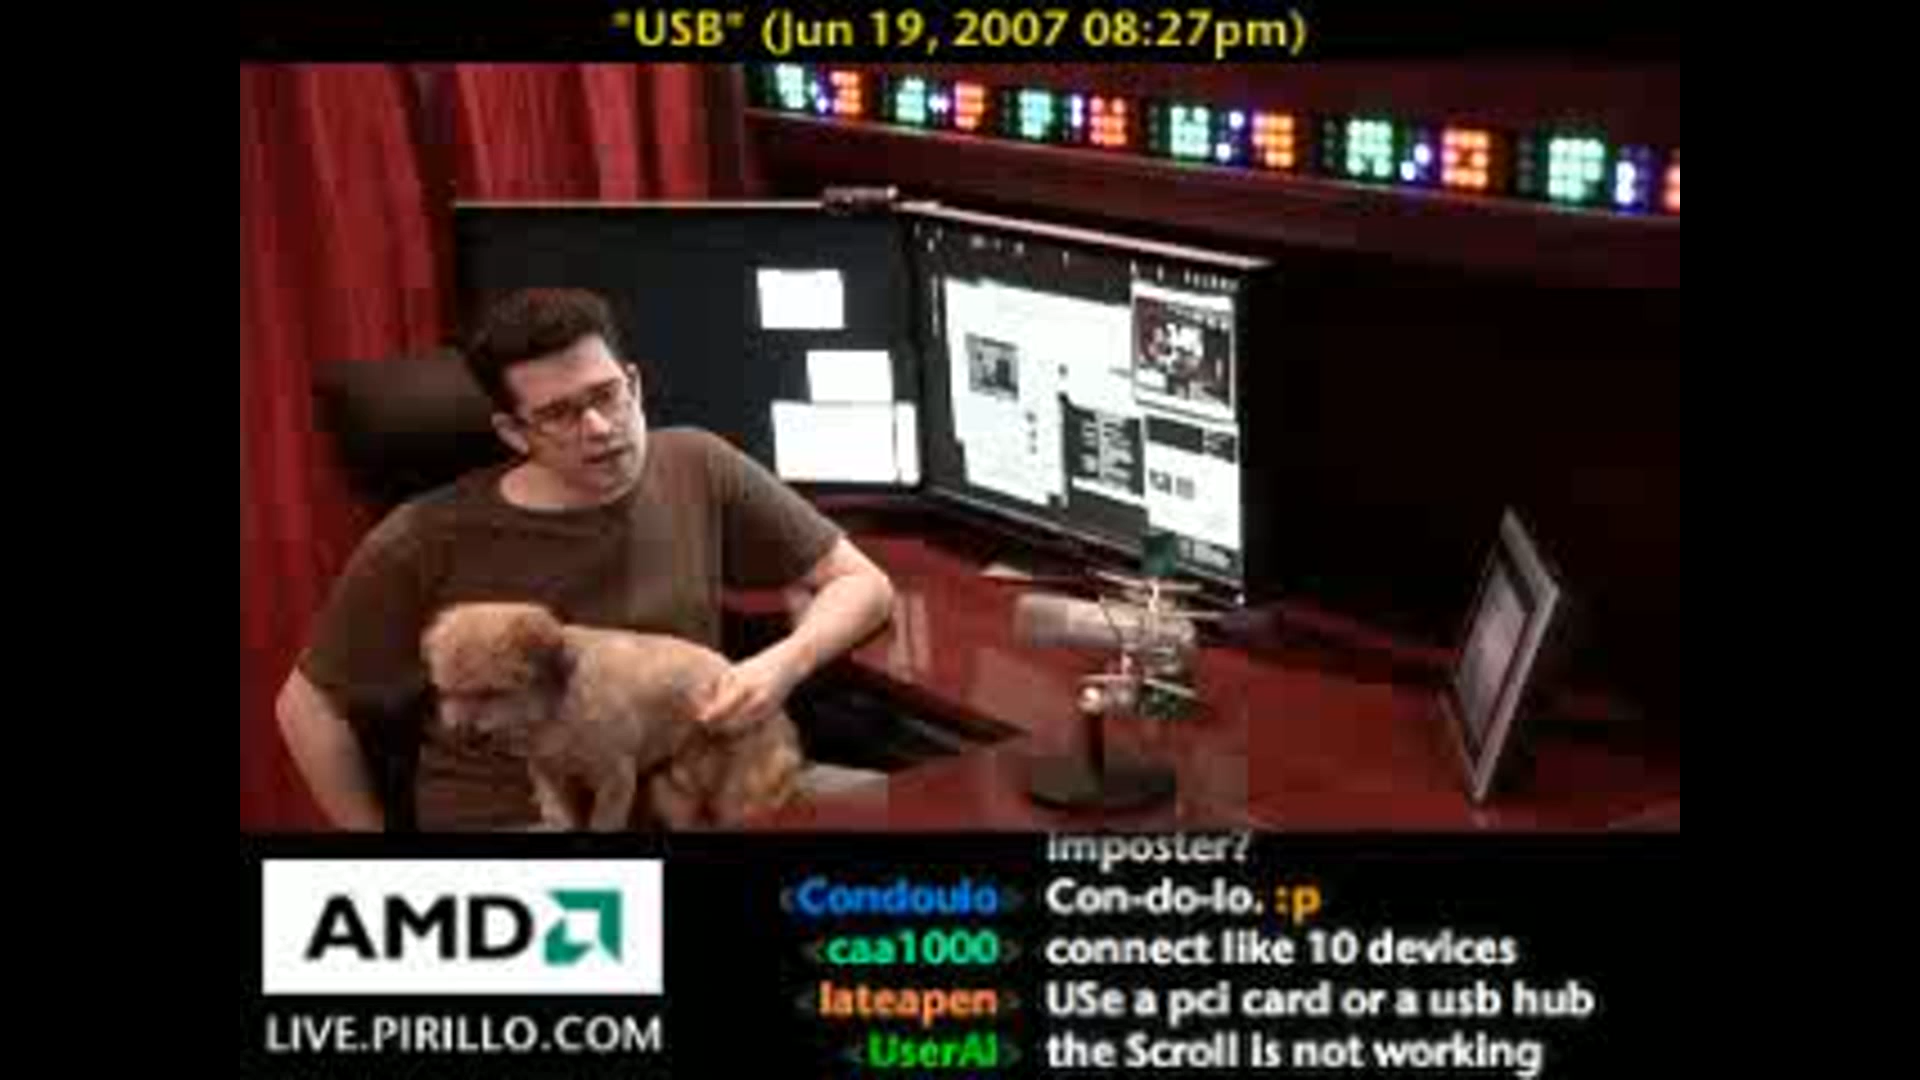 "USB" (Jun 19, 2007 08:27pm)
imposter?
<Condoulo> Con-do-lo. :p
<caa1000> connect like 10 devices
<lateapen> USe a pci card or a usb hub
<UserAl> the Scroll is not working
AMD
LIVE.PIRILLO.COM